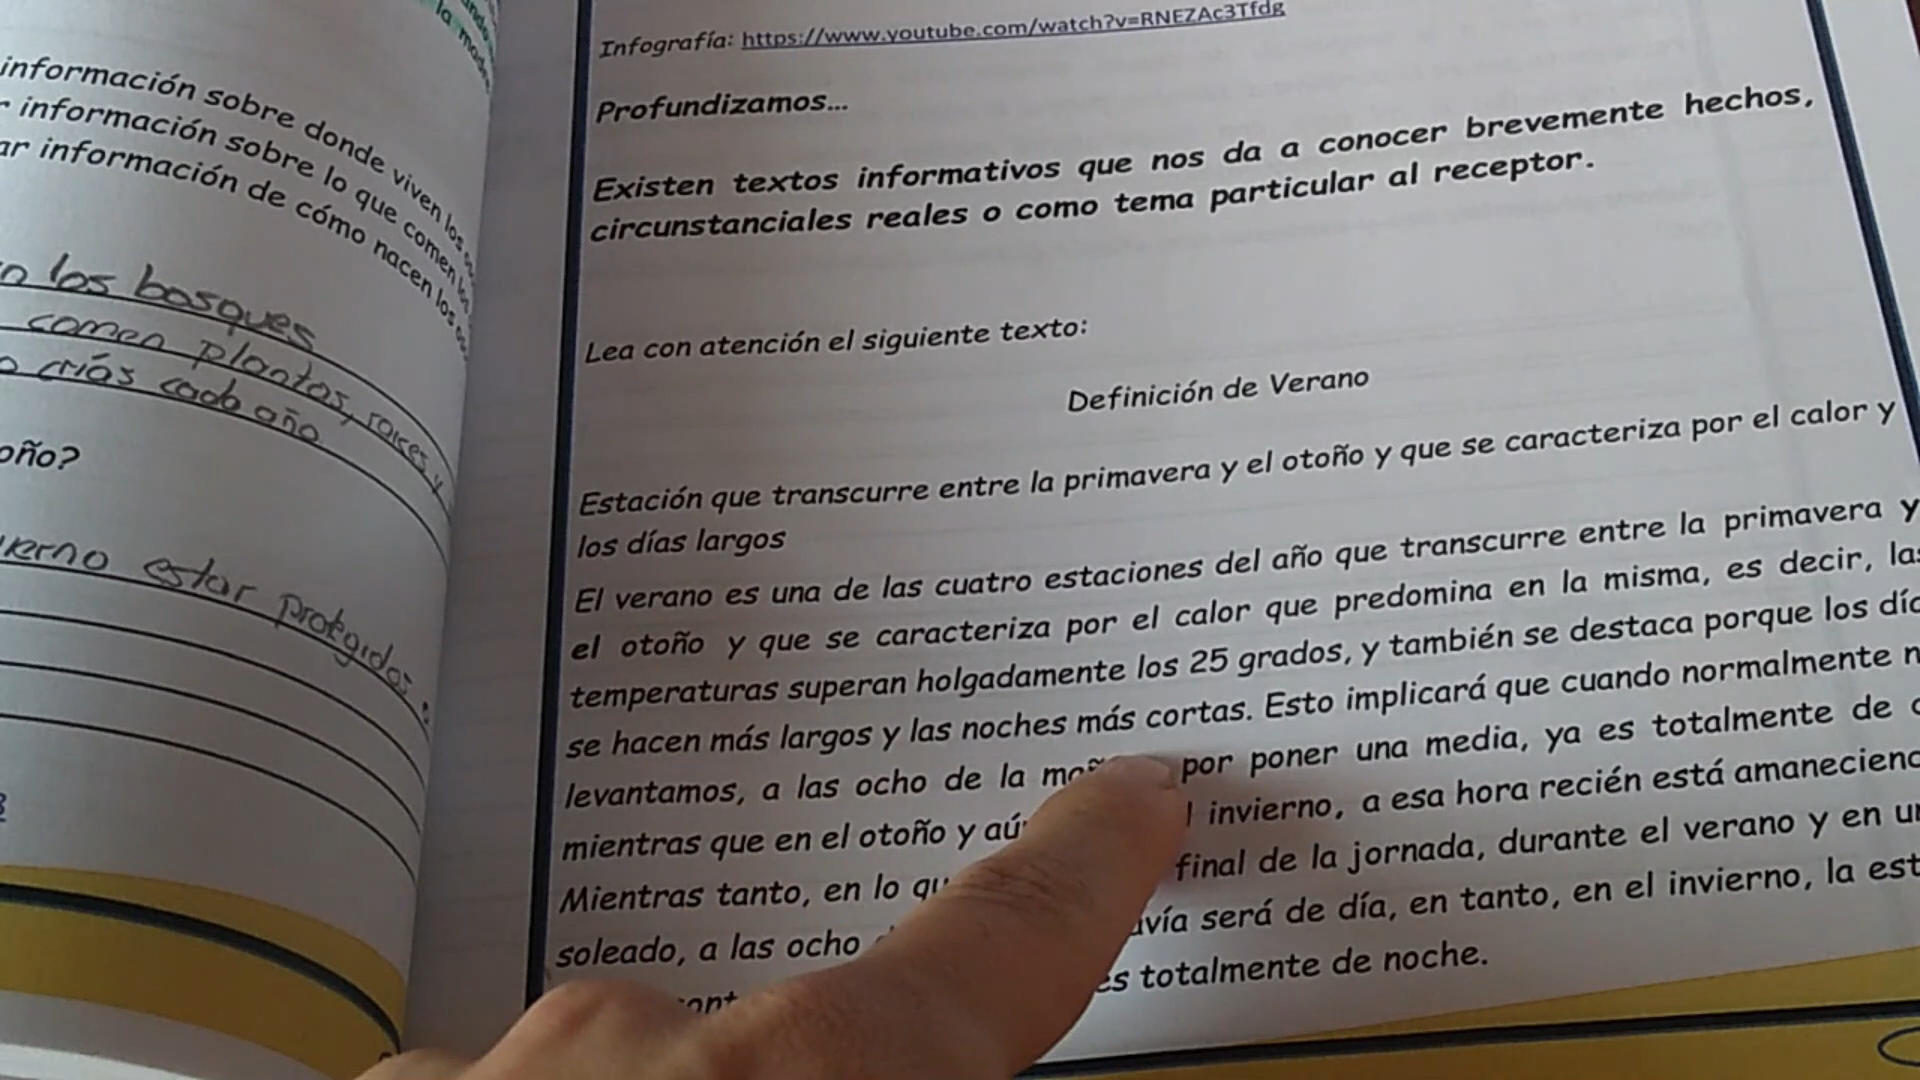 la madre
información sobre donde viven los
información sobre lo que comen los
información de cómo nacen los
los bosques
comen plantas, raíces y
crías cada año
oño?
estar protegidos
Infografía: https://www.youtube.com/watch?v=RNEZAc3Tfdg
Profundizamos...
Existen textos informativos que nos da a conocer brevemente hechos,
circunstanciales reales o como tema particular al receptor.
Lea con atención el siguiente texto:
Definición de Verano
Estación que transcurre entre la primavera y el otoño y que se caracteriza por el calor y
los días largos
El verano es una de las cuatro estaciones del año que transcurre entre la primavera y
el otoño y que se caracteriza por el calor que predomina en la misma, es decir, las
temperaturas superan holgadamente los 25 grados, y también se destaca porque los
se hacen más largos y las noches más cortas. Esto implicará que cuando normalmente
levantamos, a las ocho de la por poner una media, ya es totalmente de
mientras que en el otoño y invierno, a esa hora recién está
Mientras tanto, en lo final de la jornada, durante el verano y en
soleado, a las ocho será de día, en tanto, en el invierno, la
es totalmente de noche.